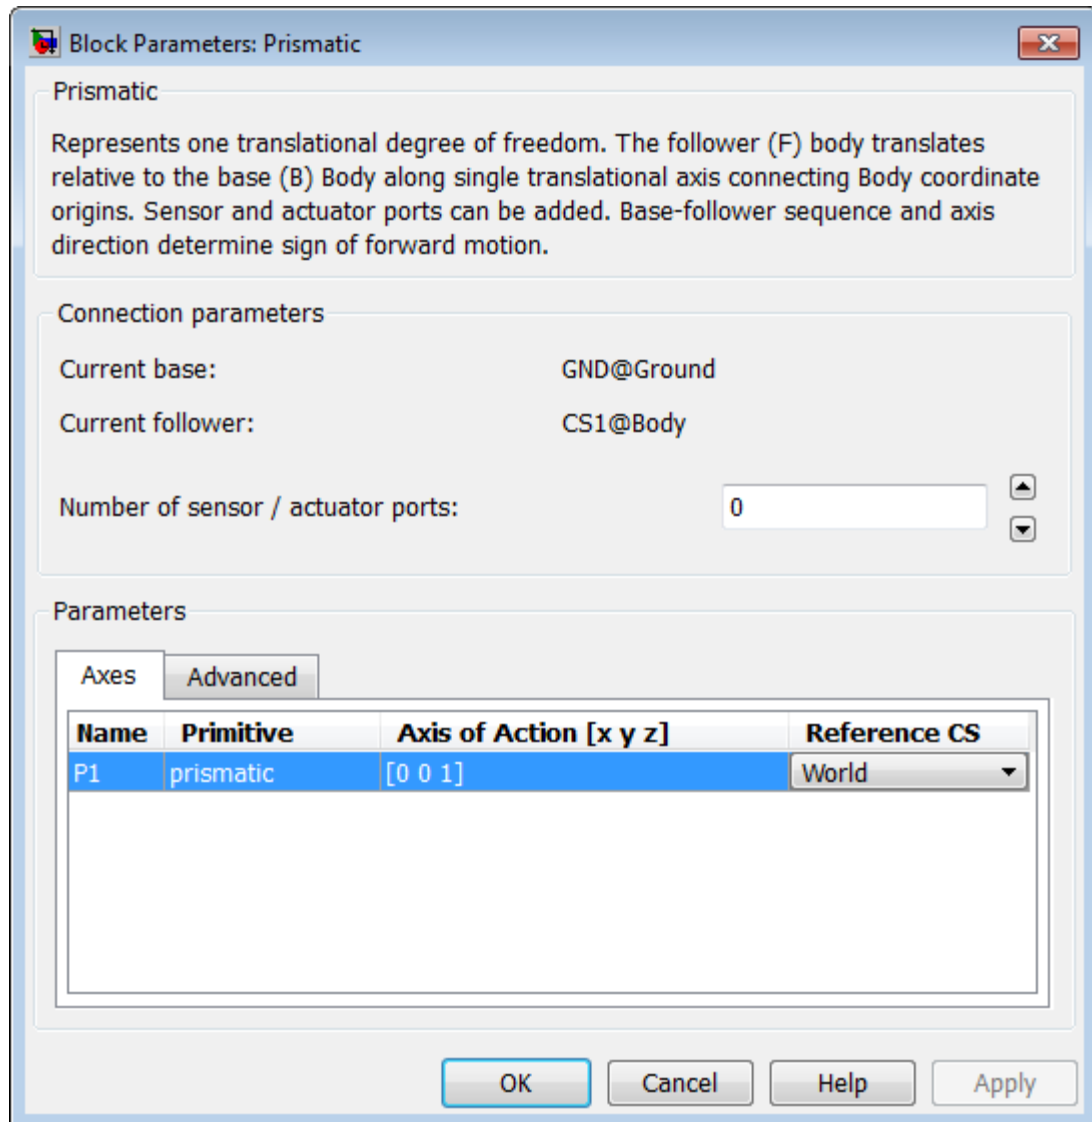 Block Parameters: Prismatic
Prismatic
Represents one translational degree of freedom. The follower (F) body translates
relative to the base (B) Body along single translational axis connecting Body coordinate
origins. Sensor and actuator ports can be added. Base-follower sequence and axis
direction determine sign of forward motion.
Connection parameters
Current base: GND@Ground
Current follower: CS1@Body
Number of sensor / actuator ports: 0
Parameters
Axes Advanced
Name Primitive Axis of Action [x y z] Reference CS
P1 prismatic [0 0 1] World
OK Cancel Help Apply